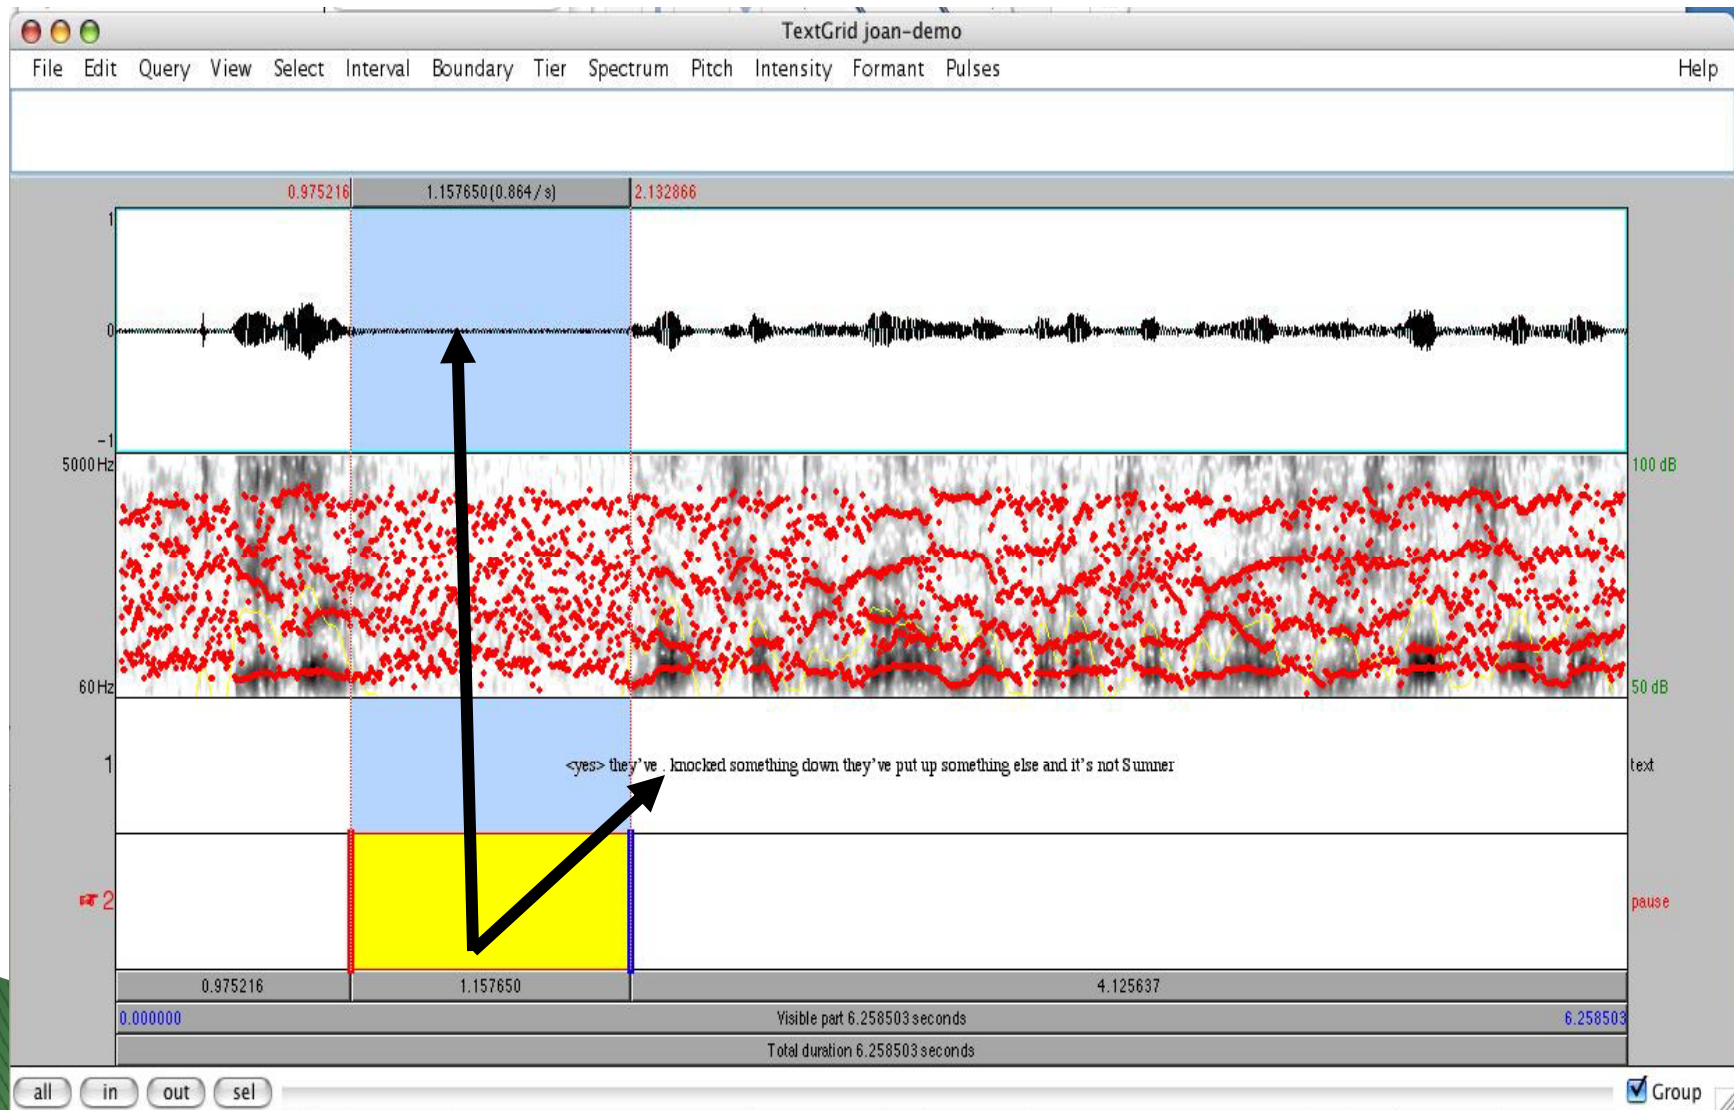 TextGrid joan-demo
File Edit Query View Select Interval Boundary Tier Spectrum Pitch Intensity Formant Pulses Help
0.975216 1.157650(0.864 / s) 2.132866
1
0
-1
5000 Hz 100 dB
60 Hz 50 dB
1 <yes> they've . knocked something down they've put up something else and it's not Sumner text
2 pause
0.975216 1.157650 4.125637
0.000000 Visible part 6.258503 seconds 6.258503
Total duration 6.258503 seconds
all in out sel Group